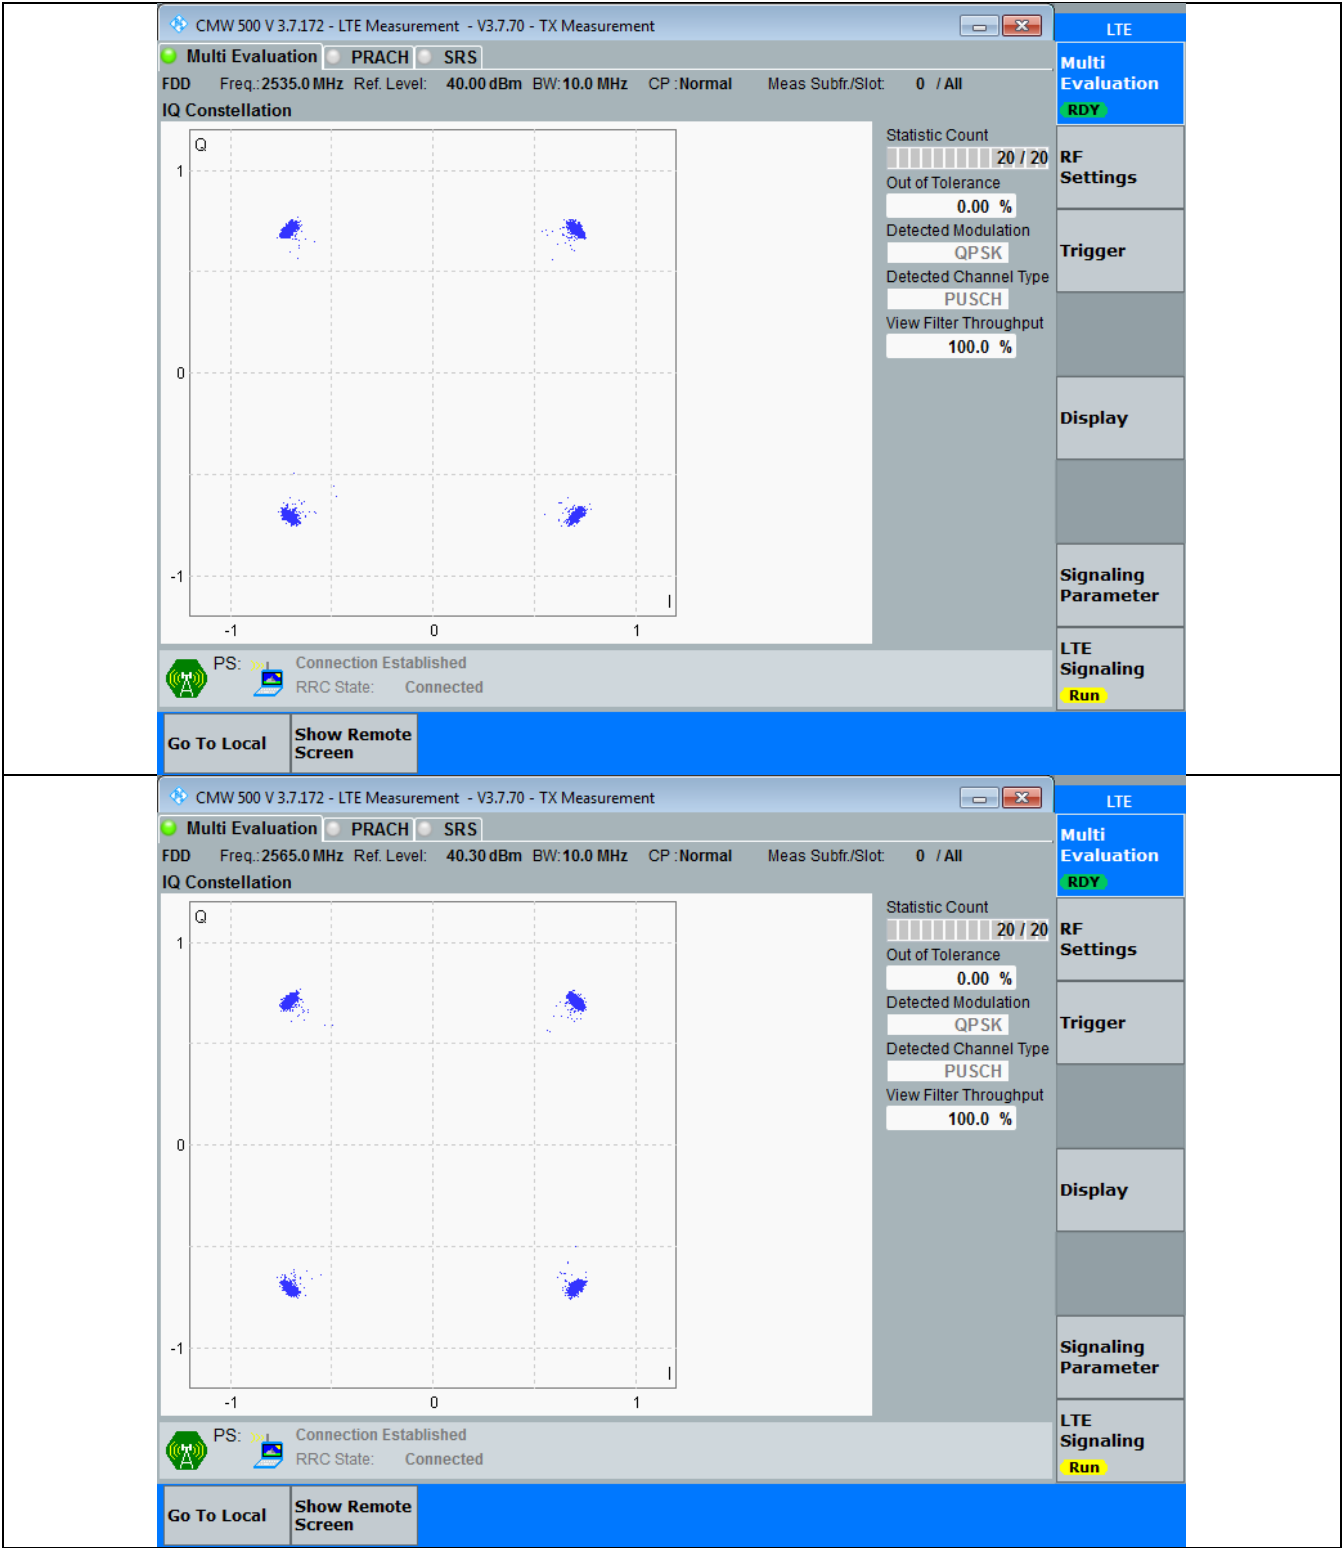 CMW 500 V 3.7.172 - LTE Measurement - V3.7.70 - TX Measurement
LTE
Multi Evaluation PRACH SRS
FDD Freq.: 2535.0 MHz Ref. Level: 40.00 dBm BW: 10.0 MHz CP : Normal Meas Subfr./Slot: 0 / All
IQ Constellation
Q
1
0
-1
I
-1 0 1
Statistic Count
20 / 20
Out of Tolerance
0.00 %
Detected Modulation
QPSK
Detected Channel Type
PUSCH
View Filter Throughput
100.0 %
Multi
Evaluation
RDY
RF
Settings
Trigger
Display
Signaling
Parameter
LTE
Signaling
Run
PS: Connection Established
RRC State: Connected
Go To Local
Show Remote
Screen
CMW 500 V 3.7.172 - LTE Measurement - V3.7.70 - TX Measurement
LTE
Multi Evaluation PRACH SRS
FDD Freq.: 2565.0 MHz Ref. Level: 40.30 dBm BW: 10.0 MHz CP : Normal Meas Subfr./Slot: 0 / All
IQ Constellation
Q
1
0
-1
I
-1 0 1
Statistic Count
20 / 20
Out of Tolerance
0.00 %
Detected Modulation
QPSK
Detected Channel Type
PUSCH
View Filter Throughput
100.0 %
Multi
Evaluation
RDY
RF
Settings
Trigger
Display
Signaling
Parameter
LTE
Signaling
Run
PS: Connection Established
RRC State: Connected
Go To Local
Show Remote
Screen